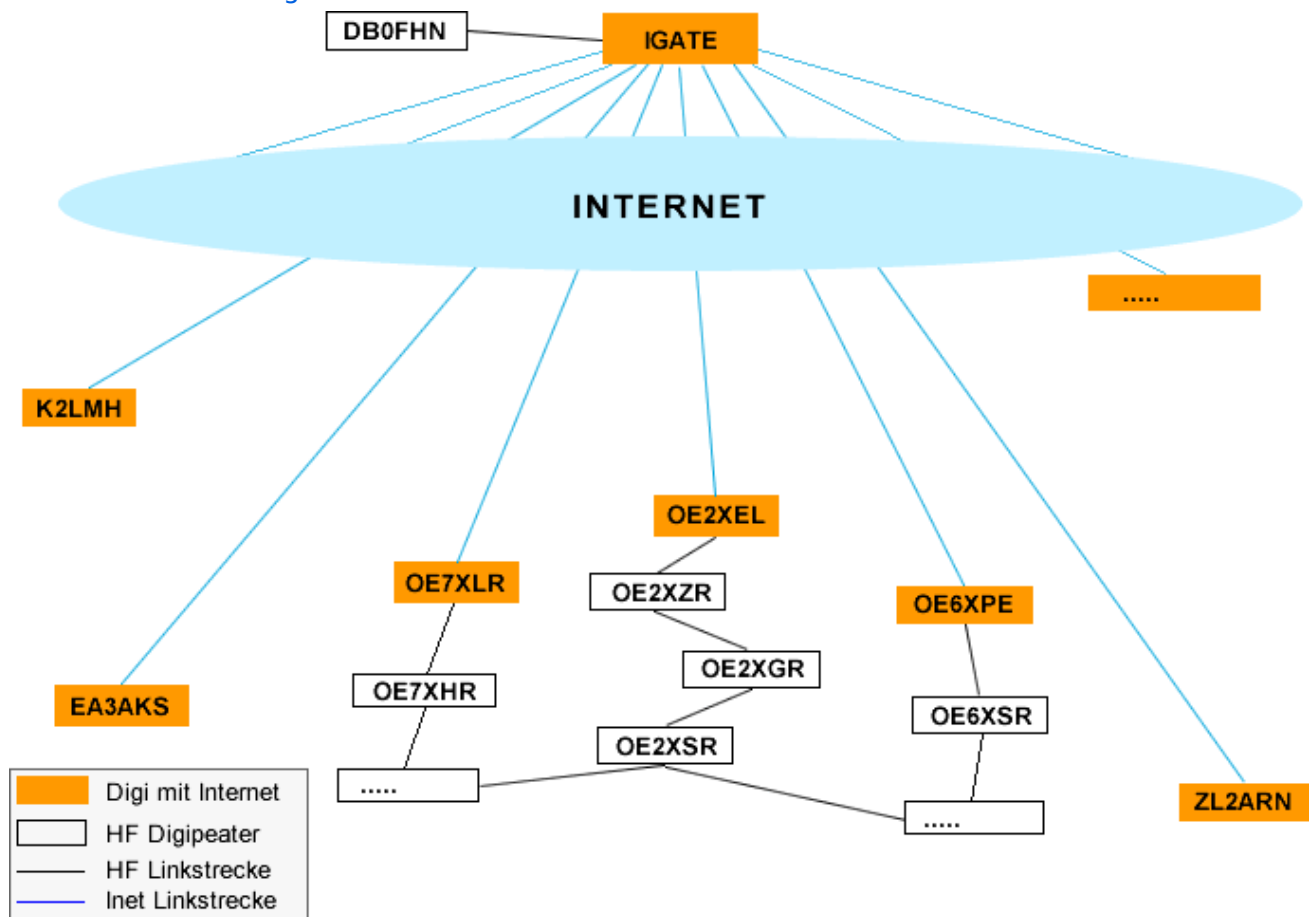 DB0FHN
IGATE
INTERNET
.....
K2LMH
OE2XEL
OE7XLR
OE2XZR
OE6XPE
OE2XGR
OE7XHR
EA3AKS
OE6XSR
OE2XSR
.....
ZL2ARN
.....
Digi mit Internet
HF Digipeater
HF Linkstrecke
Inet Linkstrecke